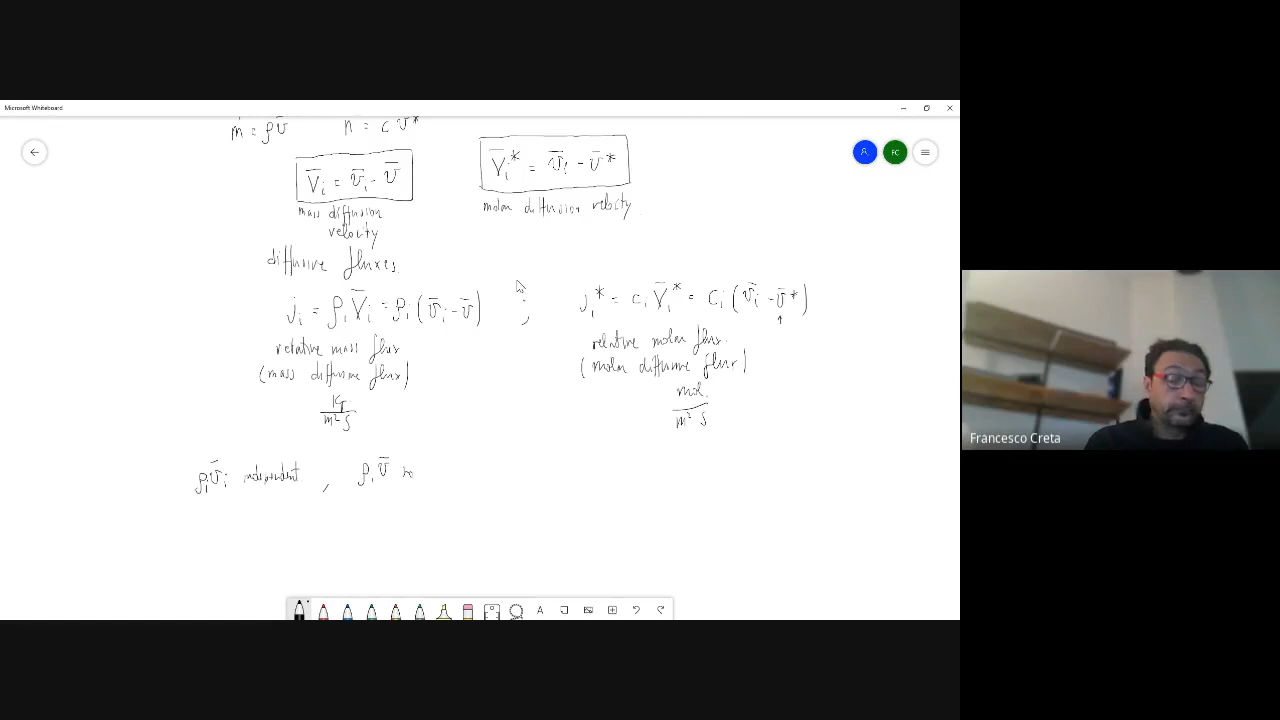 Microsoft Whiteboard
ṁ = ρ v̄    ṅ = c v̄*
V̄i = v̄i - v̄    V̄i* = v̄i - v̄*
mass diffusion velocity
molar diffusion velocity
diffusive fluxes
ji = ρi V̄i = ρi (v̄i - v̄) ; ji* = ci V̄i* = ci (v̄i - v̄*)
relative mass flux
(mass diffusive flux)
kg
m² s
relative molar flux.
(molar diffusive flux)
mol.
m² s
ρi v̄i independent , ρi v̄
FC
A
Francesco Creta